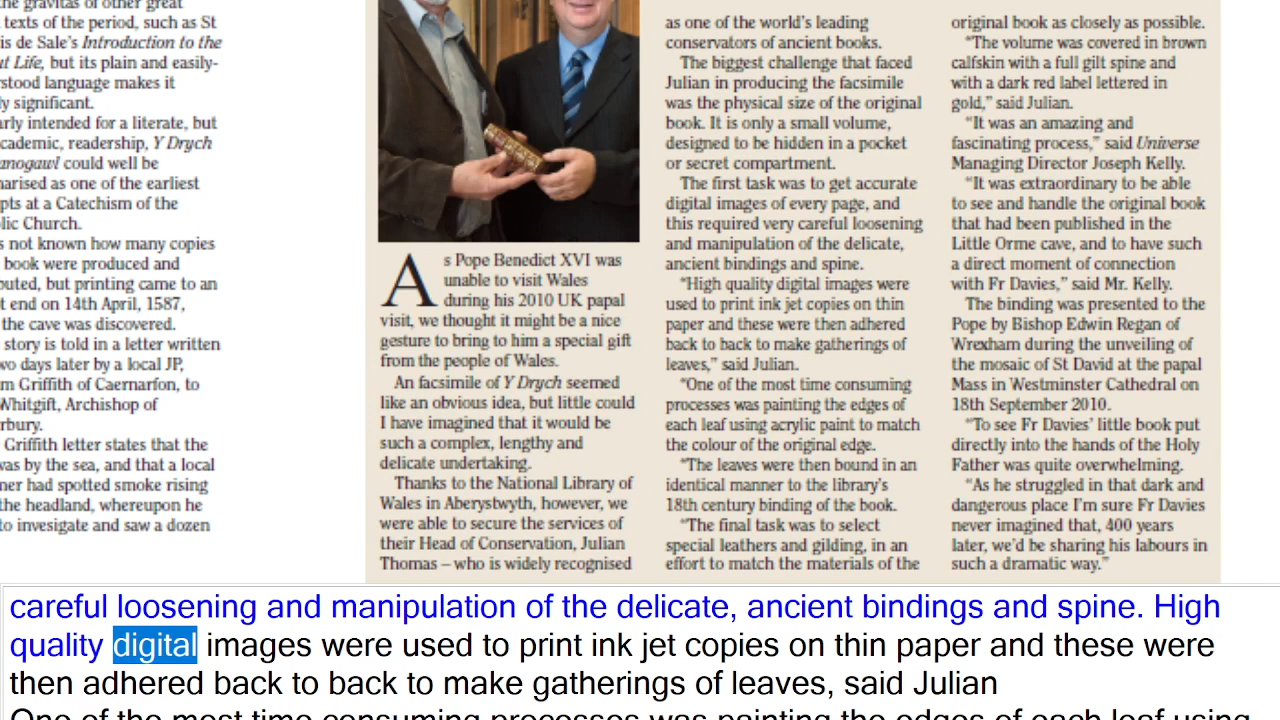 the gravitas of other great
texts of the period, such as St
is de Sale's Introduction to the
ut Life, but its plain and easily-
rstood language makes it
ly significant.
arly intended for a literate, but
cademic, readership, Y Drych
anogawl could well be
narised as one of the earliest
pts at a Catechism of the
olic Church.
s not known how many copies
book were produced and
buted, but printing came to an
t end on 14th April, 1587,
the cave was discovered.
story is told in a letter written
wo days later by a local JP,
m Griffith of Caernarfon, to
Whitgift, Archishop of
rbury.
Griffith letter states that the
was by the sea, and that a local
ner had spotted smoke rising
the headland, whereupon he
to invesigate and saw a dozen
As Pope Benedict XVI was
unable to visit Wales
during his 2010 UK papal
visit, we thought it might be a nice
gesture to bring to him a special gift
from the people of Wales.
An facsimile of Y Drych seemed
like an obvious idea, but little could
I have imagined that it would be
such a complex, lengthy and
delicate undertaking.
Thanks to the National Library of
Wales in Aberystwyth, however, we
were able to secure the services of
their Head of Conservation, Julian
Thomas – who is widely recognised
as one of the world's leading
conservators of ancient books.
The biggest challenge that faced
Julian in producing the facsimile
was the physical size of the original
book. It is only a small volume,
designed to be hidden in a pocket
or secret compartment.
The first task was to get accurate
digital images of every page, and
this required very careful loosening
and manipulation of the delicate,
ancient bindings and spine.
"High quality digital images were
used to print ink jet copies on thin
paper and these were then adhered
back to back to make gatherings of
leaves," said Julian.
"One of the most time consuming
processes was painting the edges of
each leaf using acrylic paint to match
the colour of the original edge.
"The leaves were then bound in an
identical manner to the library's
18th century binding of the book.
"The final task was to select
special leathers and gilding, in an
effort to match the materials of the
original book as closely as possible.
"The volume was covered in brown
calfskin with a full gilt spine and
with a dark red label lettered in
gold," said Julian.
"It was an amazing and
fascinating process," said Universe
Managing Director Joseph Kelly.
"It was extraordinary to be able
to see and handle the original book
that had been published in the
Little Orme cave, and to have such
a direct moment of connection
with Fr Davies," said Mr. Kelly.
The binding was presented to the
Pope by Bishop Edwin Regan of
Wrexham during the unveiling of
the mosaic of St David at the papal
Mass in Westminster Cathedral on
18th September 2010.
"To see Fr Davies' little book put
directly into the hands of the Holy
Father was quite overwhelming.
"As he struggled in that dark and
dangerous place I'm sure Fr Davies
never imagined that, 400 years
later, we'd be sharing his labours in
such a dramatic way."
careful loosening and manipulation of the delicate, ancient bindings and spine. High
quality digital images were used to print ink jet copies on thin paper and these were
then adhered back to back to make gatherings of leaves, said Julian
One of the most time consuming processes was painting the edges of each leaf using